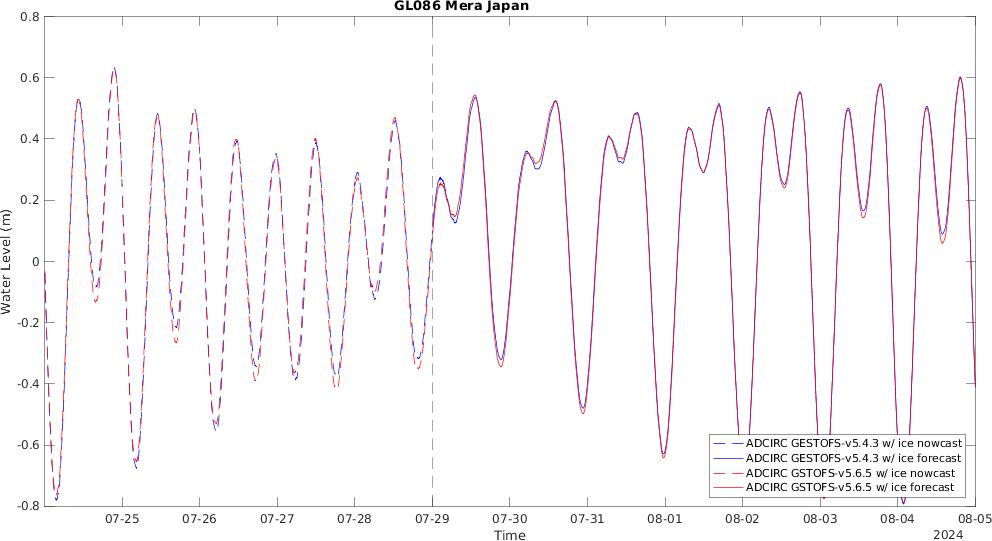 GL086 Mera Japan
0.8
0.6
0.4
0.2
0
-0.2
-0.4
-0.6
-0.8
Water Level (m)
ADCIRC GESTOFS-v5.4.3 w/ ice nowcast
ADCIRC GESTOFS-v5.4.3 w/ ice forecast
ADCIRC GSTOFS-v5.6.5 w/ ice nowcast
ADCIRC GSTOFS-v5.6.5 w/ ice forecast
07-25 07-26 07-27 07-28 07-29 07-30 07-31 08-01 08-02 08-03 08-04 08-05
Time
2024